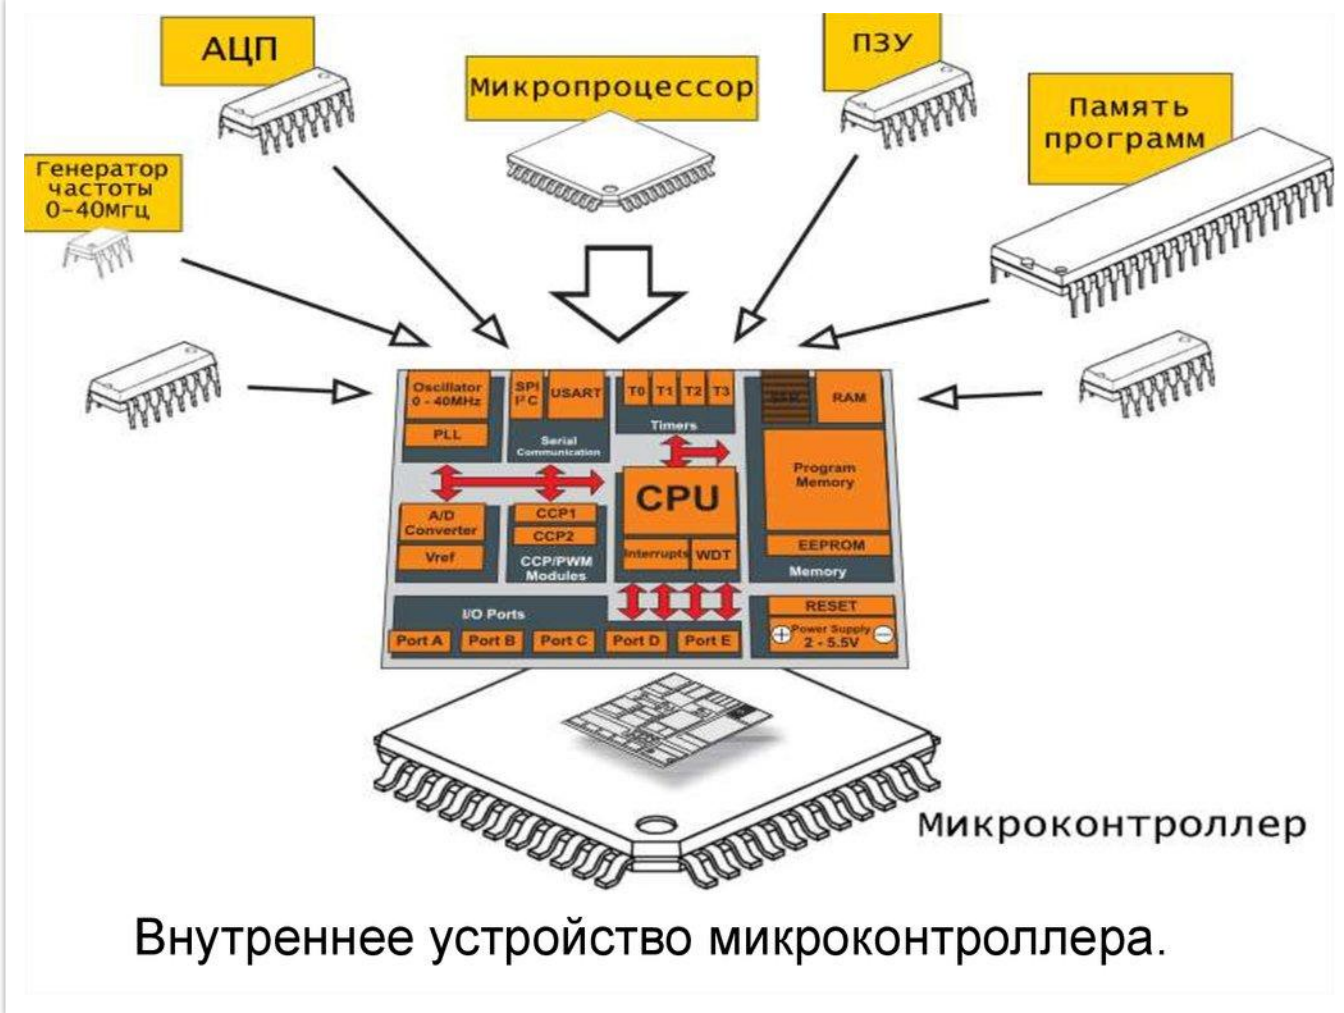 АЦП
Микропроцессор
ПЗУ
Память
программ
Генератор
частоты
0-40Мгц
Oscillator
0 - 40MHz
PLL
SPI
I²C
USART
Serial
Communication
T0 T1 T2 T3
Timers
RAM
Program
Memory
EEPROM
Memory
CPU
Interrupts
WDT
A/D
Converter
Vref
CCP1
CCP2
CCP/PWM
Modules
I/O Ports
Port A
Port B
Port C
Port D
Port E
RESET
Power Supply
2 - 5.5V
Микроконтроллер
Внутреннее устройство микроконтроллера.